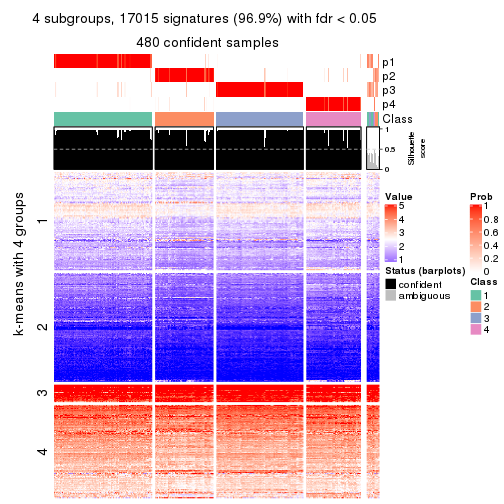 4 subgroups, 17015 signatures (96.9%) with fdr < 0.05
480 confident samples
p1
p2
p3
p4
Class
1
0.5
0
Silhouette
score
k-means with 4 groups
1
2
3
4
Value
5
4
3
2
1
Status (barplots)
confident
ambiguous
Prob
1
0.8
0.6
0.4
0.2
0
Class
1
2
3
4